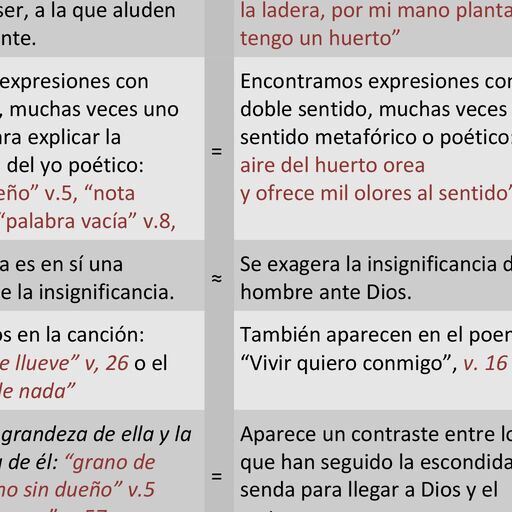 ser, a la que aluden
nte.
expresiones con
, muchas veces uno
ra explicar la
del yo poético:
eño” v.5, “nota
“palabra vacía” v.8,
a es en sí una
e la insignificancia.
os en la canción:
e llueve” v, 26 o el
de nada”
grandeza de ella y la
de él: “grano de
no sin dueño” v.5
=
≈
=
la ladera, por mi mano planta
tengo un huerto”
Encontramos expresiones con
doble sentido, muchas veces
sentido metafórico o poético:
aire del huerto orea
y ofrece mil olores al sentido”
Se exagera la insignificancia d
hombre ante Dios.
También aparecen en el poem
“Vivir quiero conmigo”, v. 16
Aparece un contraste entre lo
que han seguido la escondida
senda para llegar a Dios y el